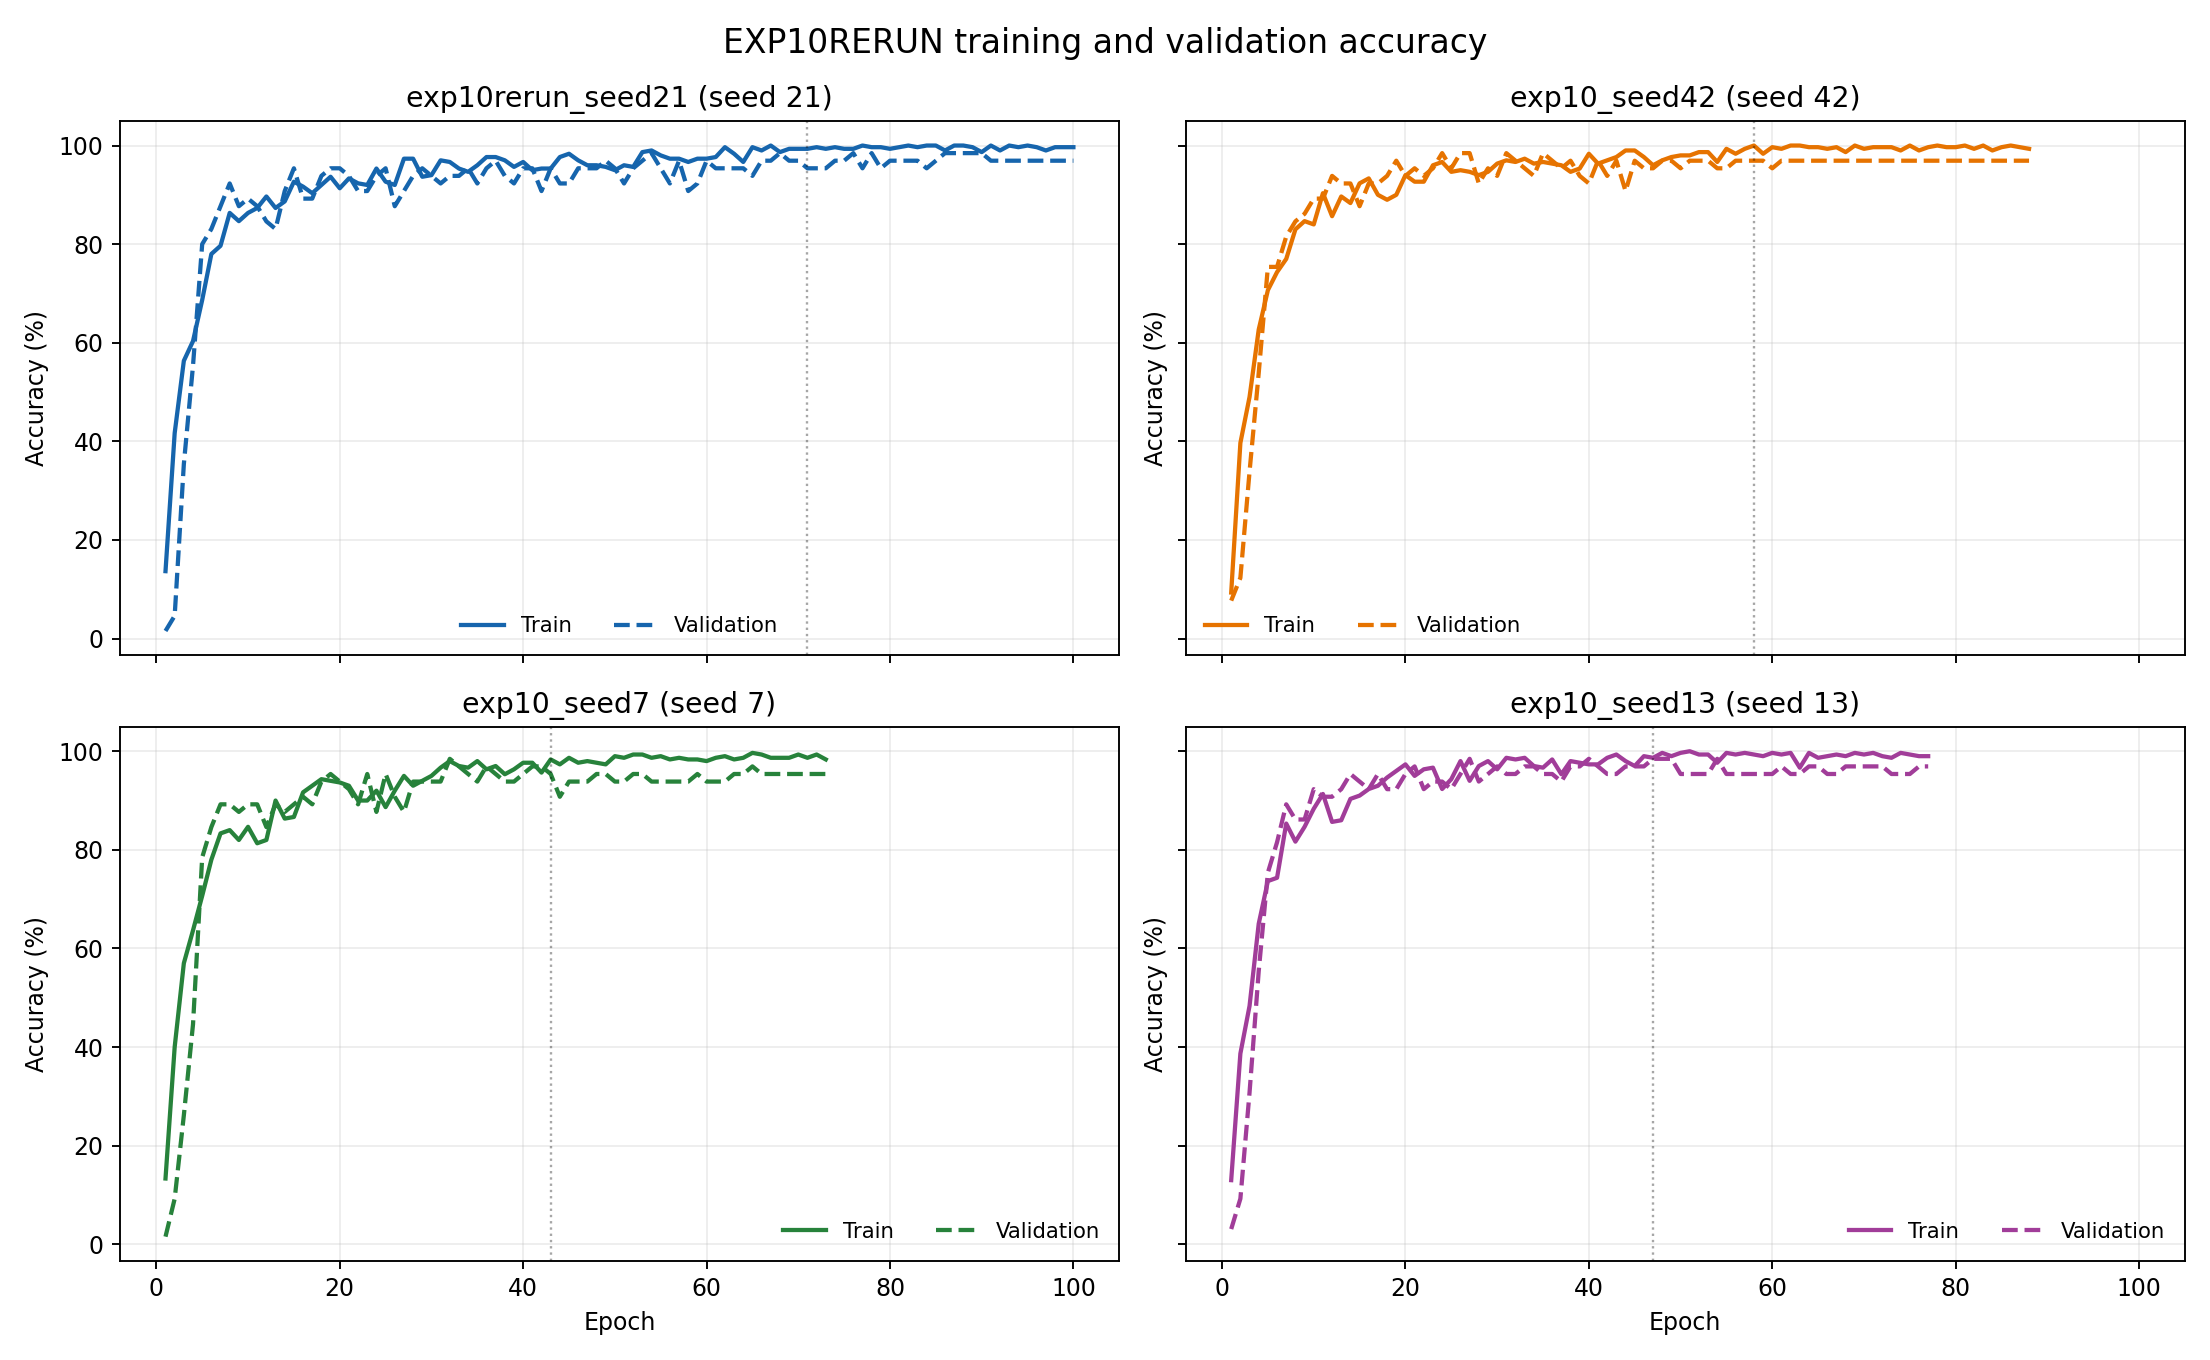 EXP10RERUN training and validation accuracy
exp10rerun_seed21 (seed 21)
Accuracy (%)
100
80
60
40
20
0
Train
Validation
exp10_seed42 (seed 42)
Accuracy (%)
Train
Validation
exp10_seed7 (seed 7)
Accuracy (%)
100
80
60
40
20
0
Train
Validation
0 20 40 60 80 100
Epoch
exp10_seed13 (seed 13)
Accuracy (%)
Train
Validation
0 20 40 60 80 100
Epoch